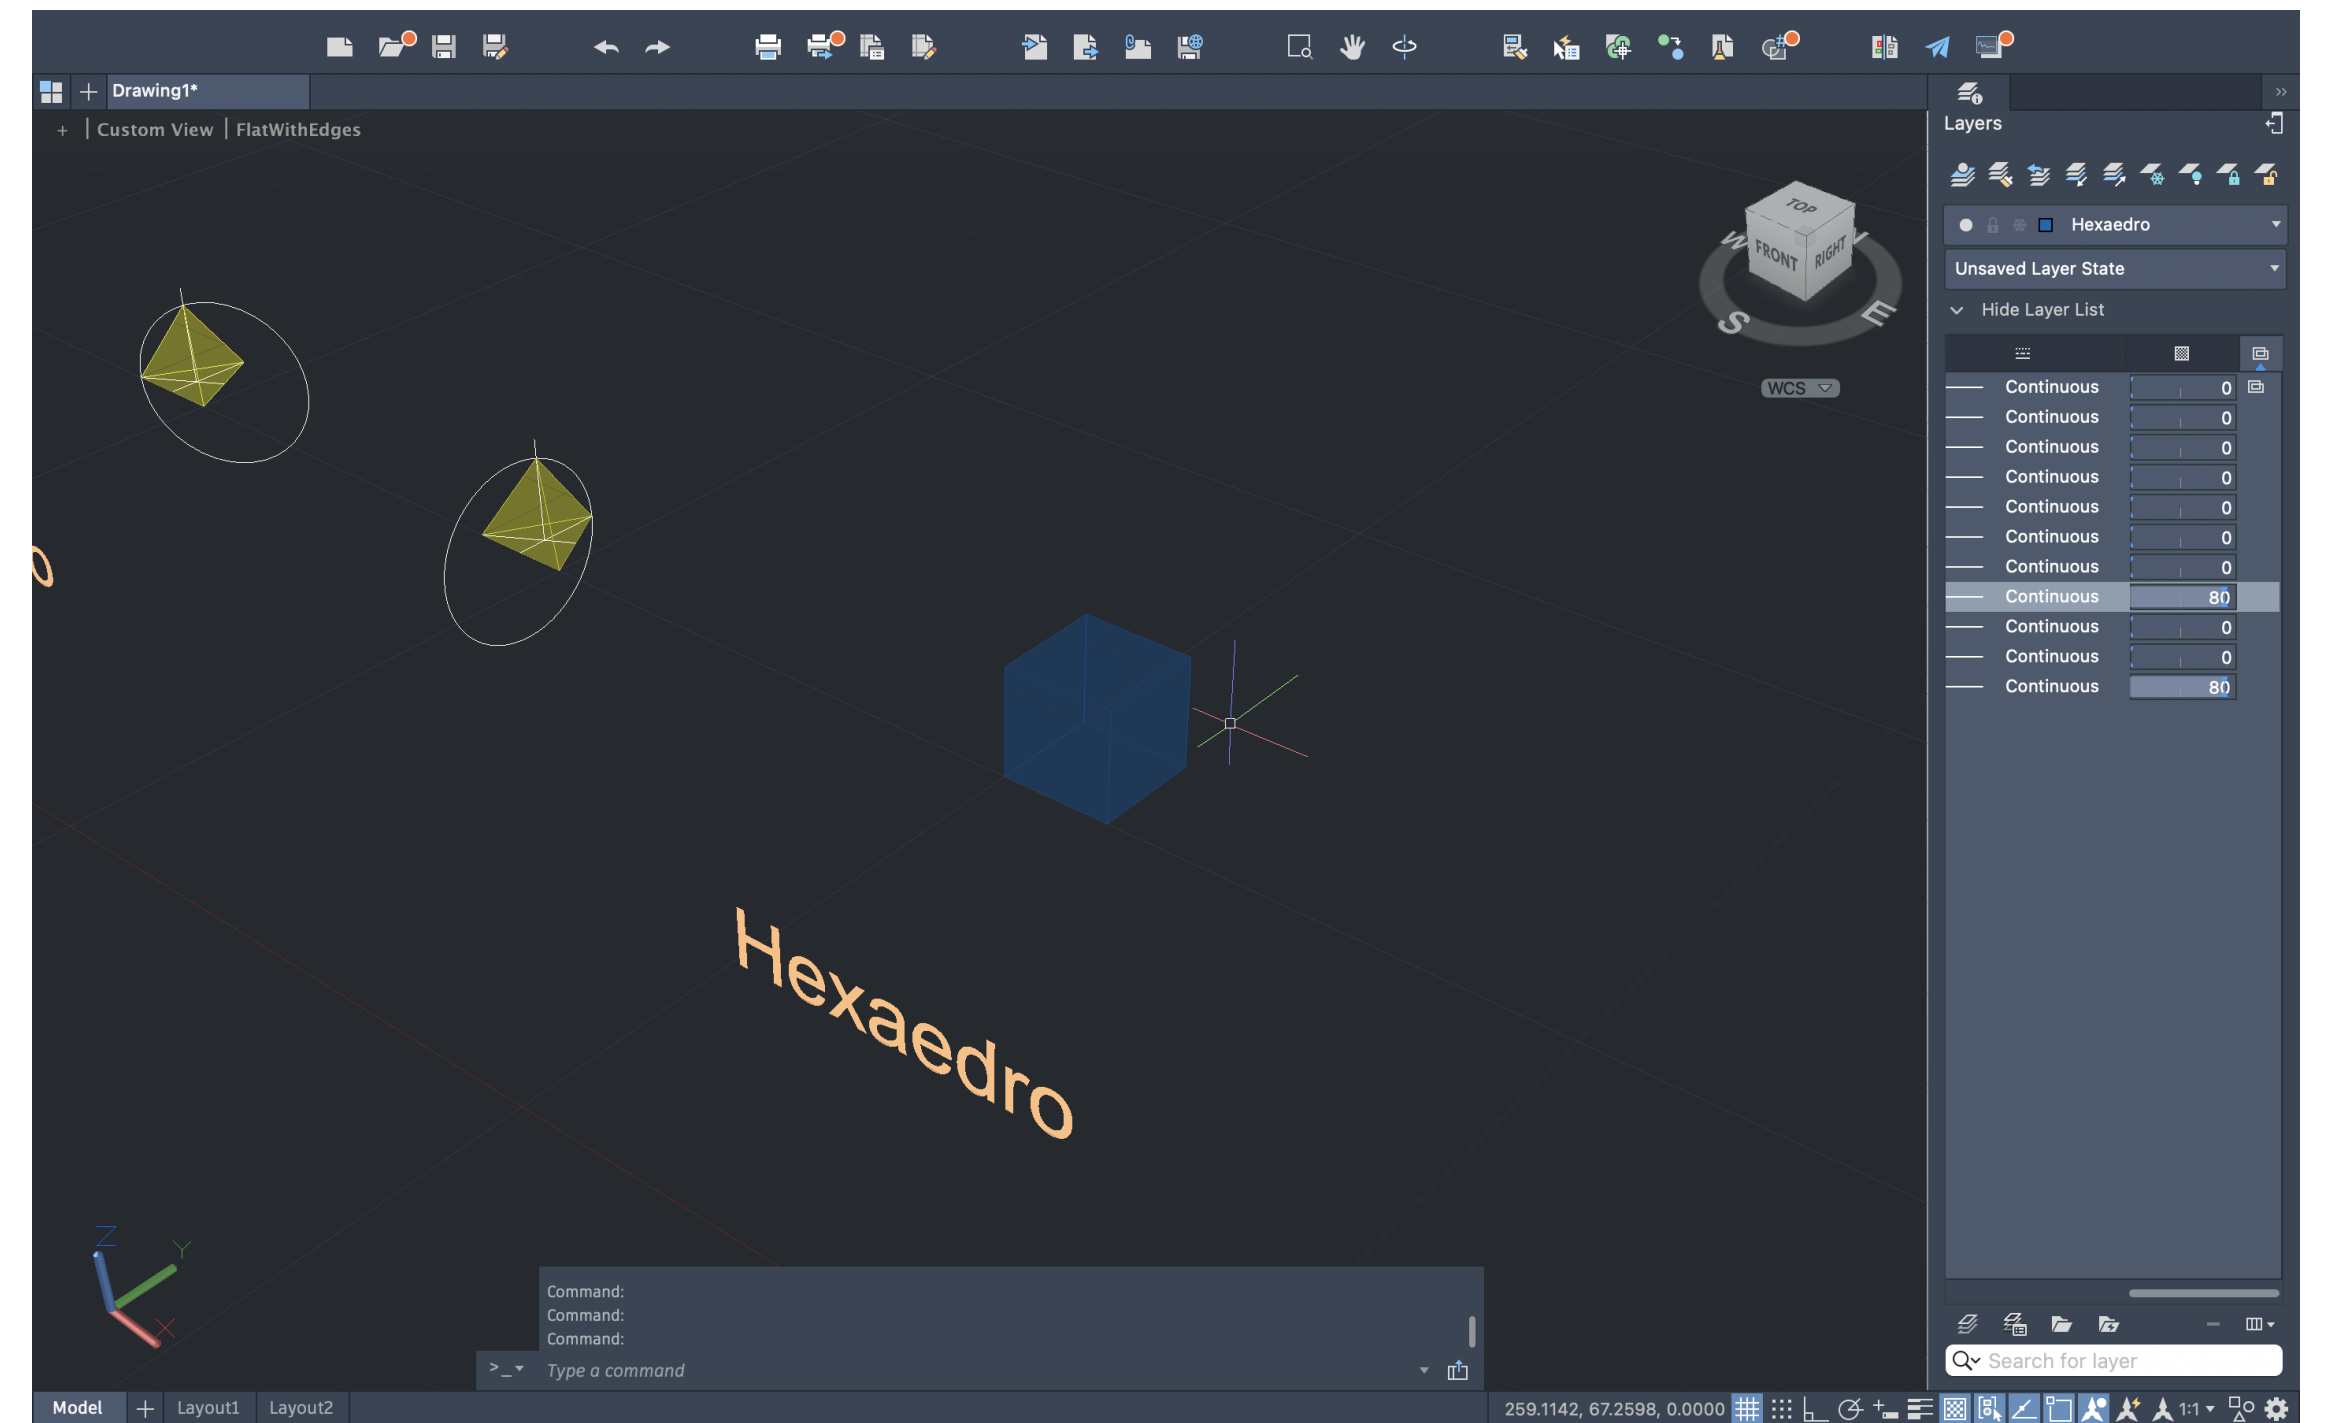 Drawing1*
+ | Custom View | FlatWithEdges
Layers
TOP
FRONT
RIGHT
W
S
E
WCS
Hexaedro
Unsaved Layer State
Hide Layer List
Continuous 0
Continuous 0
Continuous 0
Continuous 0
Continuous 0
Continuous 0
Continuous 0
Continuous 80
Continuous 0
Continuous 0
Continuous 80
o
Hexaedro
Z
Y
X
Command:
Command:
Command:
>_ Type a command
Search for layer
Model + Layout1 Layout2
259.1142, 67.2598, 0.0000
1:1